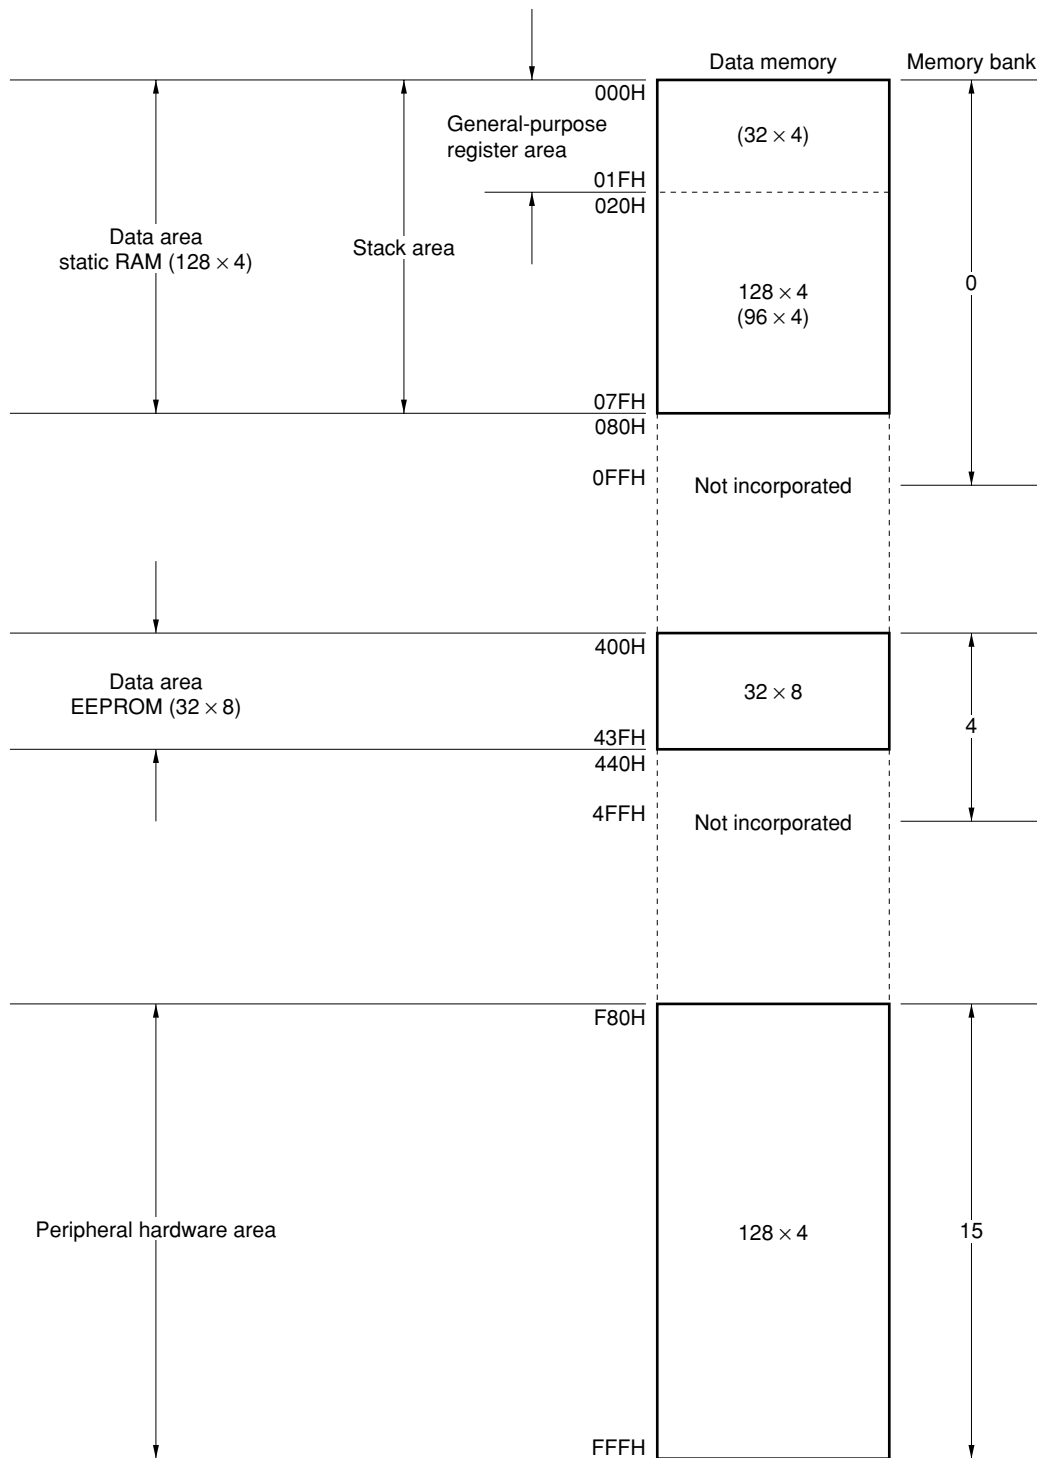 Data memory
Memory bank
000H
General-purpose
register area
(32 × 4)
01FH
020H
Data area
static RAM (128 × 4)
Stack area
128 × 4
(96 × 4)
0
07FH
080H
0FFH
Not incorporated
400H
Data area
EEPROM (32 × 8)
32 × 8
4
43FH
440H
4FFH
Not incorporated
F80H
Peripheral hardware area
128 × 4
15
FFFH